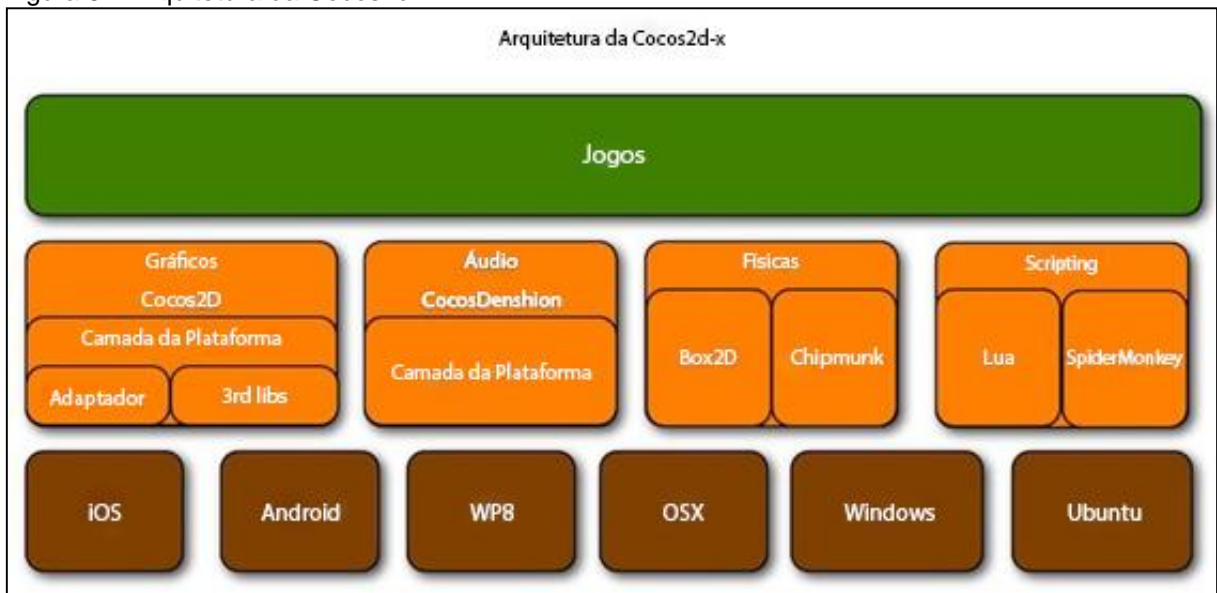 Arquitetura da Cocos2d-x
Jogos
Gráficos
Cocos2D
Camada da Plataforma
Adaptador
3rd libs
Áudio
CocosDenshion
Camada da Plataforma
Físicas
Box2D
Chipmunk
Scripting
Lua
SpiderMonkey
iOS
Android
WP8
OSX
Windows
Ubuntu